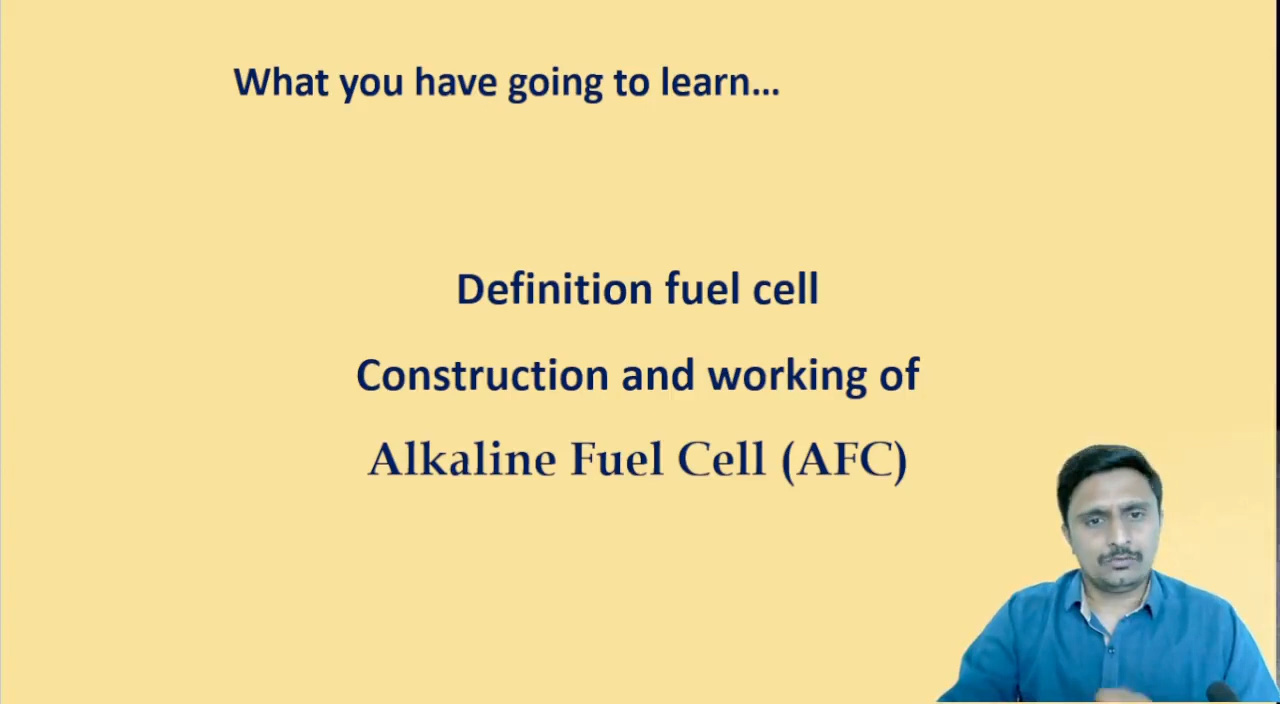 What you have going to learn...
Definition fuel cell
Construction and working of
Alkaline Fuel Cell (AFC)